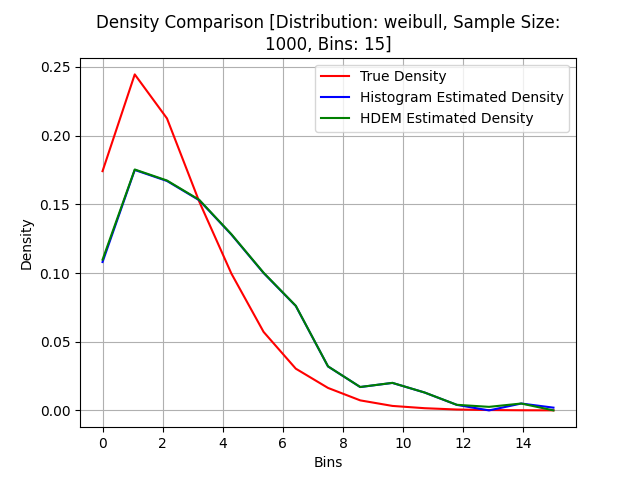 Density Comparison [Distribution: weibull, Sample Size:
1000, Bins: 15]
True Density
Histogram Estimated Density
HDEM Estimated Density
Density
0.25
0.20
0.15
0.10
0.05
0.00
0 2 4 6 8 10 12 14
Bins